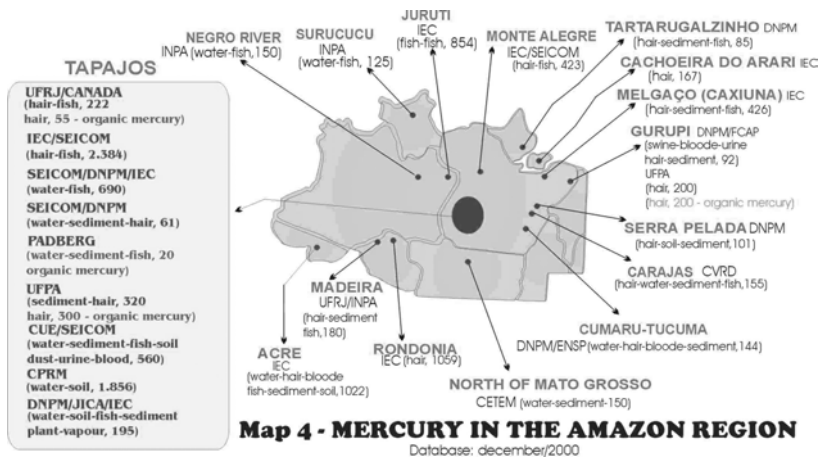 TAPAJOS
UFRJ/CANADA
(hair-fish, 222
hair, 55 - organic mercury)
IEC/SEICOM
(hair-fish, 2.384)
SEICOM/DNPM/IEC
(water-fish, 690)
SEICOM/DNPM
(water-sediment-hair, 61)
PADBERG
(water-sediment-fish, 20
organic mercury)
UFPA
(sediment-hair, 320
hair, 300 - organic mercury)
CUE/SEICOM
(water-sediment-fish-soil
dust-urine-blood, 560)
CPRM
(water-soil, 1.856)
DNPM/JICA/IEC
(water-soil-fish-sediment
plant-vapour, 195)
NEGRO RIVER
INPA (water-fish,150)
SURUCUCU
INPA
(water-fish, 125)
JURUTI
IEC
(fish-fish, 854)
MONTE ALEGRE
IEC/SEICOM
(hair-fish, 423)
TARTARUGALZINHO DNPM
(hair-sediment-fish, 85)
CACHOEIRA DO ARARI IEC
(hair, 167)
MELGAÇO (CAXIUNA) IEC
(hair-sediment-fish, 426)
GURUPI DNPM/FCAP
(swine-bloode-urine
hair-sediment, 92)
UFPA
(hair, 200)
(hair, 200 - organic mercury)
SERRA PELADA DNPM
(hair-soil-sediment,101)
CARAJAS CVRD
(hair-water-sediment-fish,155)
CUMARU-TUCUMA
DNPM/ENSP (water-hair-bloode-sediment,144)
NORTH OF MATO GROSSO
CETEM (water-sediment-150)
RONDONIA
IEC (hair, 1059)
MADEIRA
UFRJ/INPA
(hair-sediment
fish,180)
ACRE
IEC
(water-hair-bloode
fish-sediment-soil,1022)
Map 4 - MERCURY IN THE AMAZON REGION
Database: december/2000